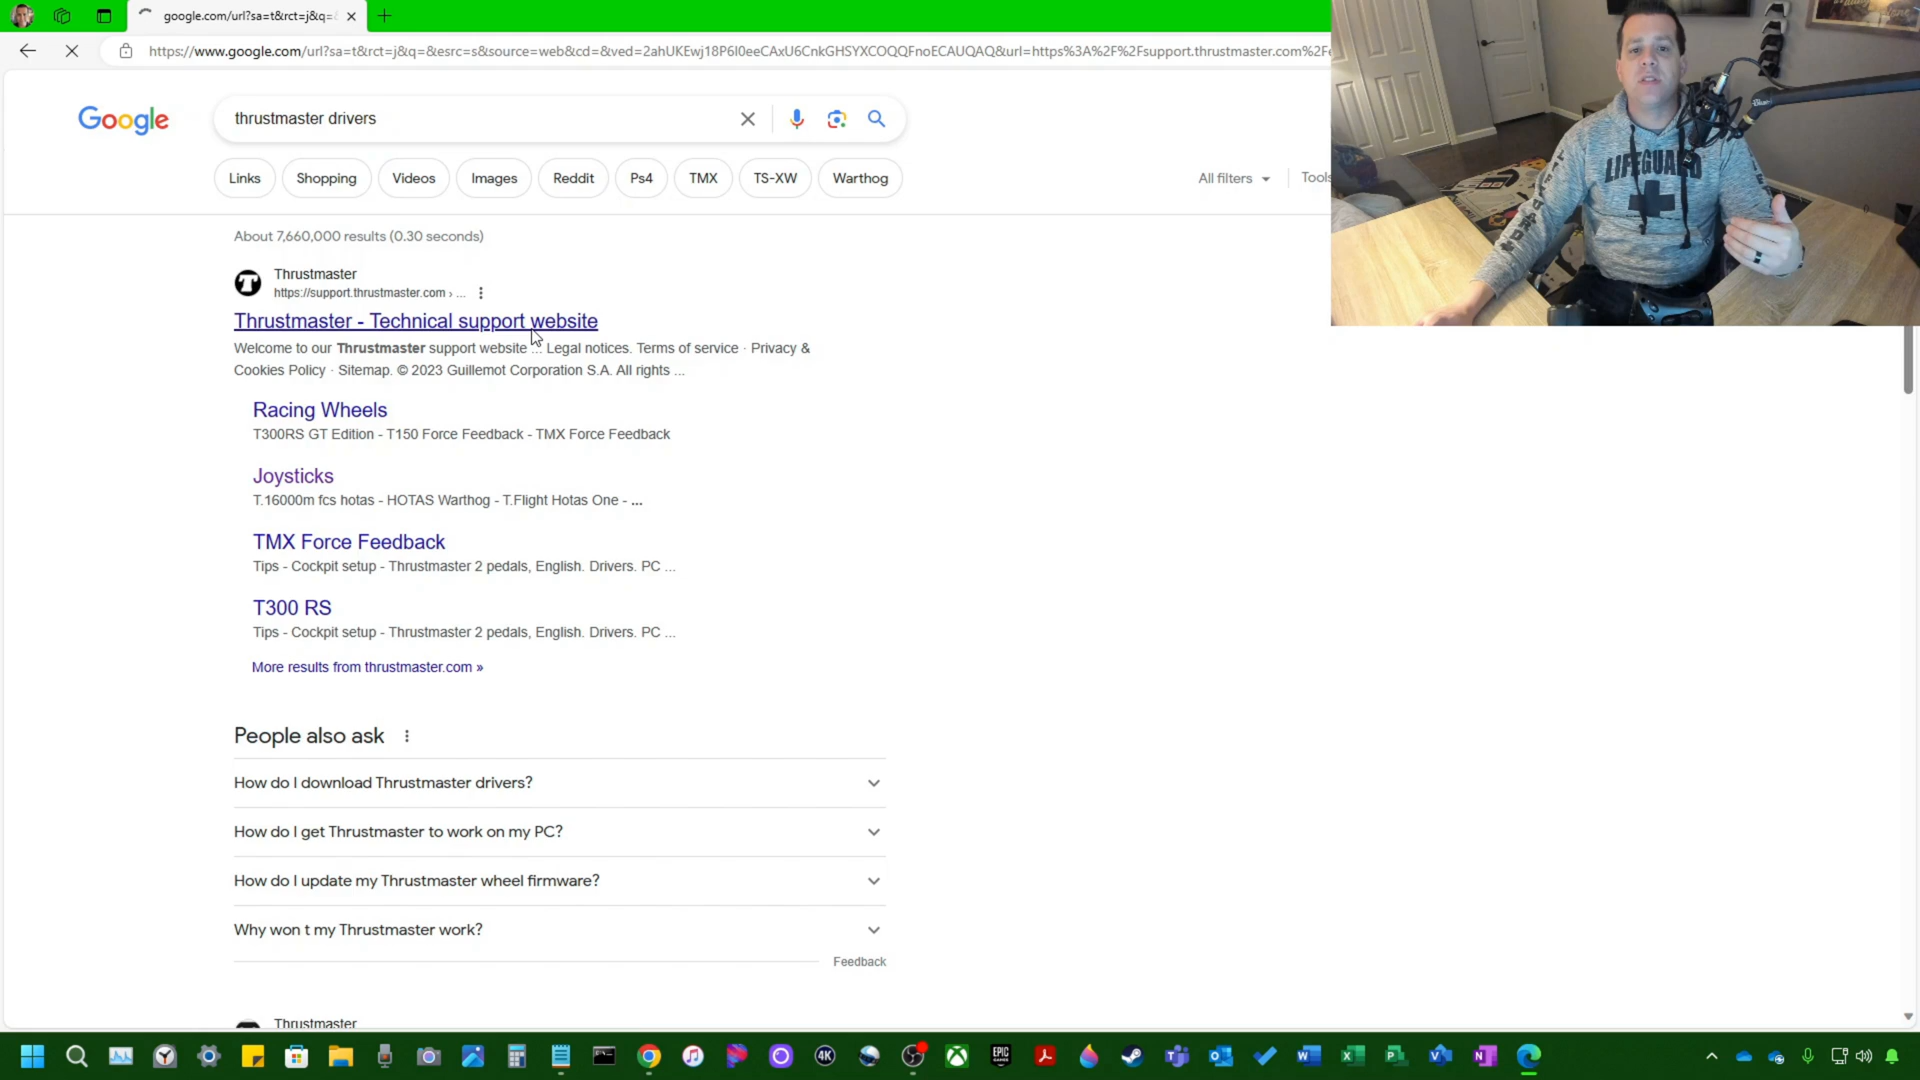 google.com/url?sa=t&rct=j&q=
https://www.google.com/url?sa=t&rct=j&q=&esrc=s&source=web&cd=&ved=2ahUKEwj18P6I0eeCAxU6CnkGHSYXCOQQFnoECAUQAQ&url=https%3A%2F%2Fsupport.thrustmaster.com%2F
Google
thrustmaster drivers
Links
Shopping
Videos
Images
Reddit
Ps4
TMX
TS-XW
Warthog
All filters
Tools
About 7,660,000 results (0.30 seconds)
Thrustmaster
https://support.thrustmaster.com › ...
Thrustmaster - Technical support website
Welcome to our Thrustmaster support website ... Legal notices. Terms of service · Privacy &
Cookies Policy · Sitemap. © 2023 Guillemot Corporation S.A. All rights ...
Racing Wheels
T300RS GT Edition - T150 Force Feedback - TMX Force Feedback
Joysticks
T.16000m fcs hotas - HOTAS Warthog - T.Flight Hotas One - ...
TMX Force Feedback
Tips - Cockpit setup - Thrustmaster 2 pedals, English. Drivers. PC ...
T300 RS
Tips - Cockpit setup - Thrustmaster 2 pedals, English. Drivers. PC ...
More results from thrustmaster.com »
People also ask
How do I download Thrustmaster drivers?
How do I get Thrustmaster to work on my PC?
How do I update my Thrustmaster wheel firmware?
Why won t my Thrustmaster work?
Feedback
Thrustmaster
LIFEGUARD
Blue
4K
EPIC
GAMES